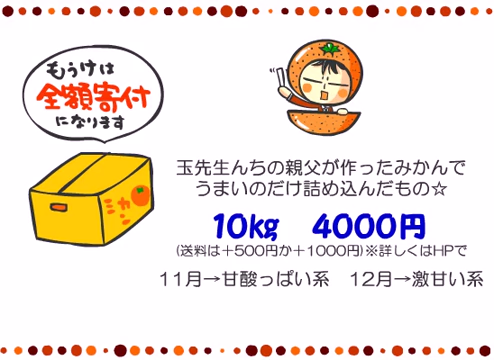 もうけは
全額寄付
になります
ミカン
玉先生んちの親父が作ったみかんで
うまいのだけ詰め込んだもの☆
10kg　4000円
(送料は＋500円か＋1000円)※詳しくはHPで
11月→甘酸っぱい系　12月→激甘い系